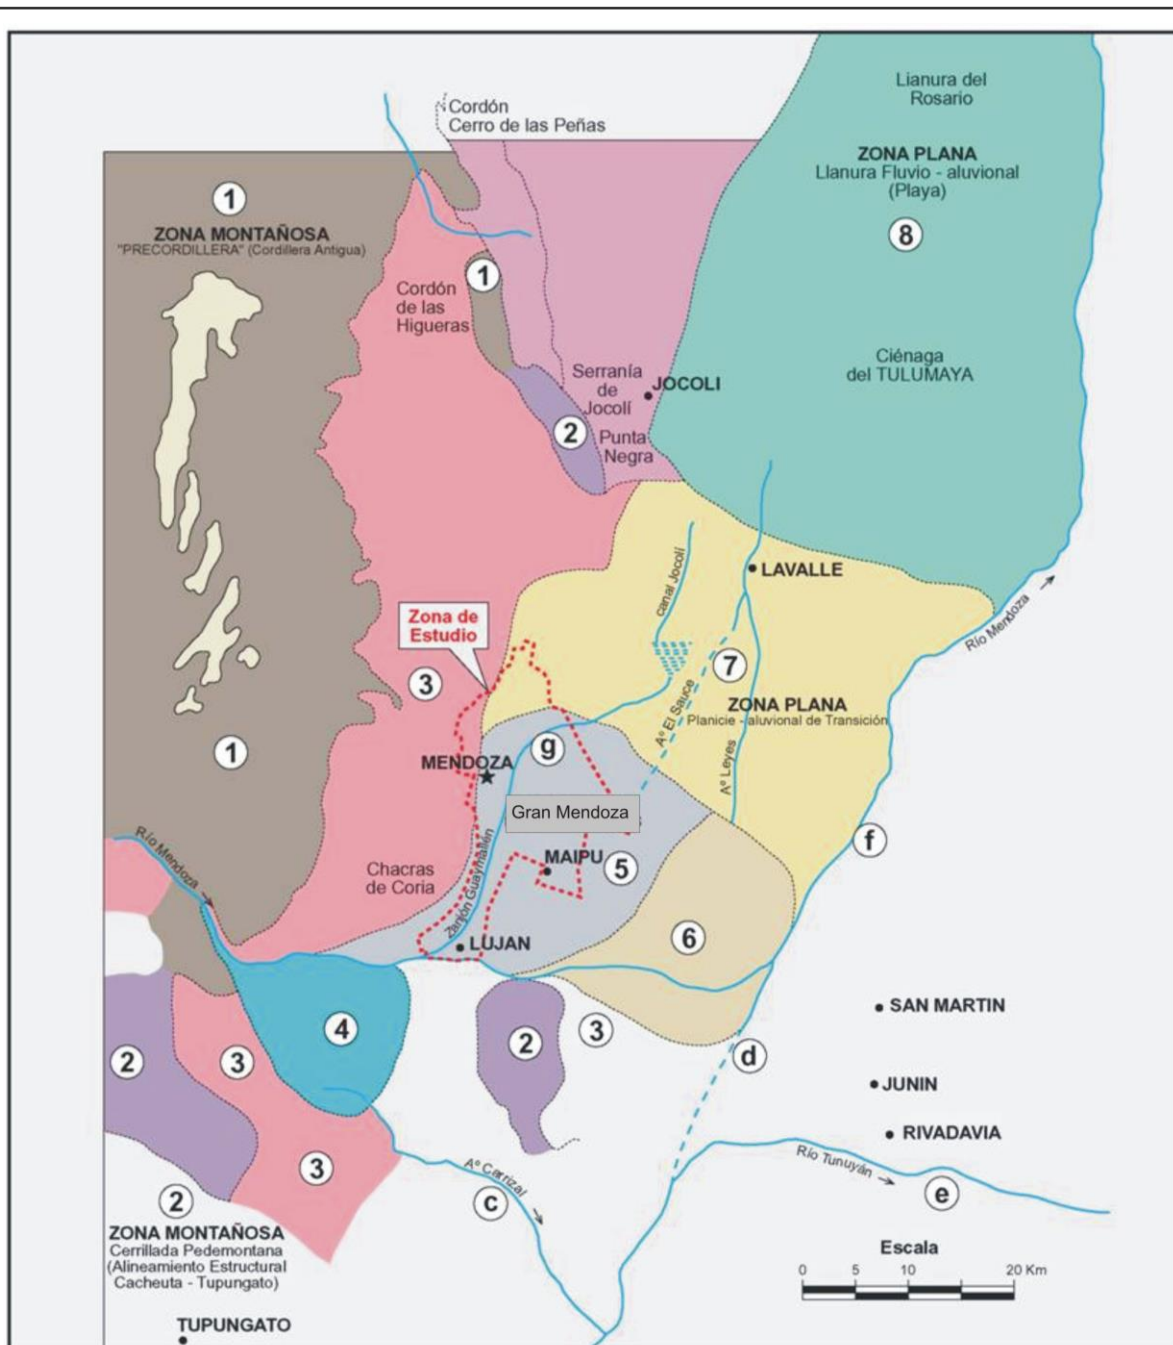 Lianura del
Rosario
Cordón
Cerro de las Peñas
ZONA PLANA
Llanura Fluvio - aluvional
(Playa)
8
1
ZONA MONTAÑOSA
"PRECORDILLERA" (Cordillera Antigua)
1
Cordón
de las
Higueras
Ciénaga
del TULUMAYA
Serranía
de
Jocolí
JOCOLI
2
Punta
Negra
canal Jocolí
LAVALLE
Zona de
Estudio
Río Mendoza
3
7
Aº El Sauce
ZONA PLANA
Planicie - aluvional de Transición
1
g
MENDOZA
Aº Leyes
Gran Mendoza
f
Río Mendoza
Chacras
de Coria
Zanjón Guaymallén
MAIPU
5
6
LUJAN
4
2
3
d
SAN MARTIN
2
3
JUNIN
RIVADAVIA
3
Aº Carrizal
c
Río Tunuyán
e
2
ZONA MONTAÑOSA
Cerrillada Pedemontana
(Alineamiento Estructural
Cacheuta - Tupungato)
Escala
0 5 10 20 Km
TUPUNGATO